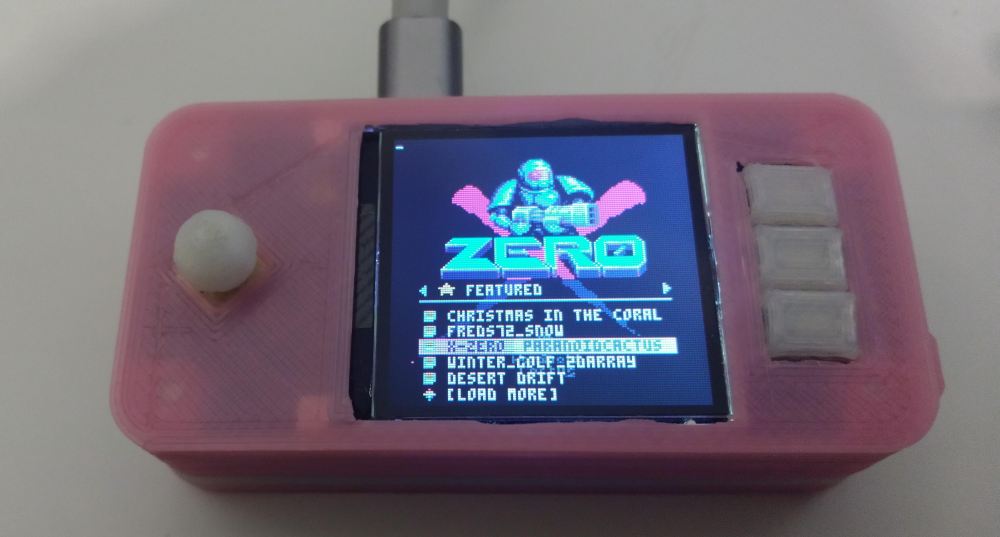 ZERO
FEATURED
CHRISTMAS IN THE CORAL
FREDS72_SNOW
X-ZERO PARANOIDCACTUS
WINTER_GOLF_2DARRAY
DESERT DRIFT
[LOAD MORE]